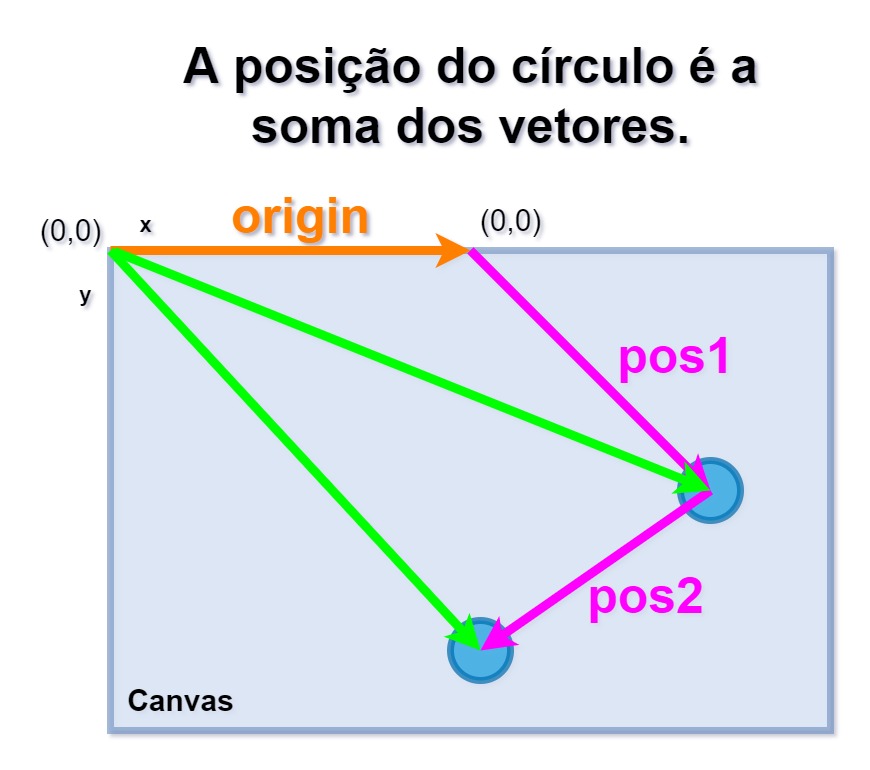 A posição do círculo é a
soma dos vetores.
(0,0)
x
origin
(0,0)
y
pos1
pos2
Canvas